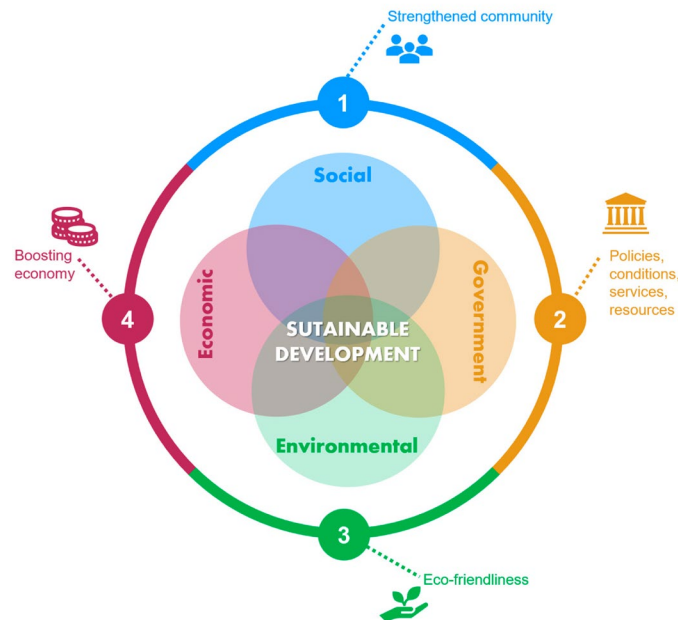 Strengthened community
1
Social
Boosting
economy
4
Economic
Government
2
Policies,
conditions,
services,
resources
SUTAINABLE
DEVELOPMENT
Environmental
3
Eco-friendliness